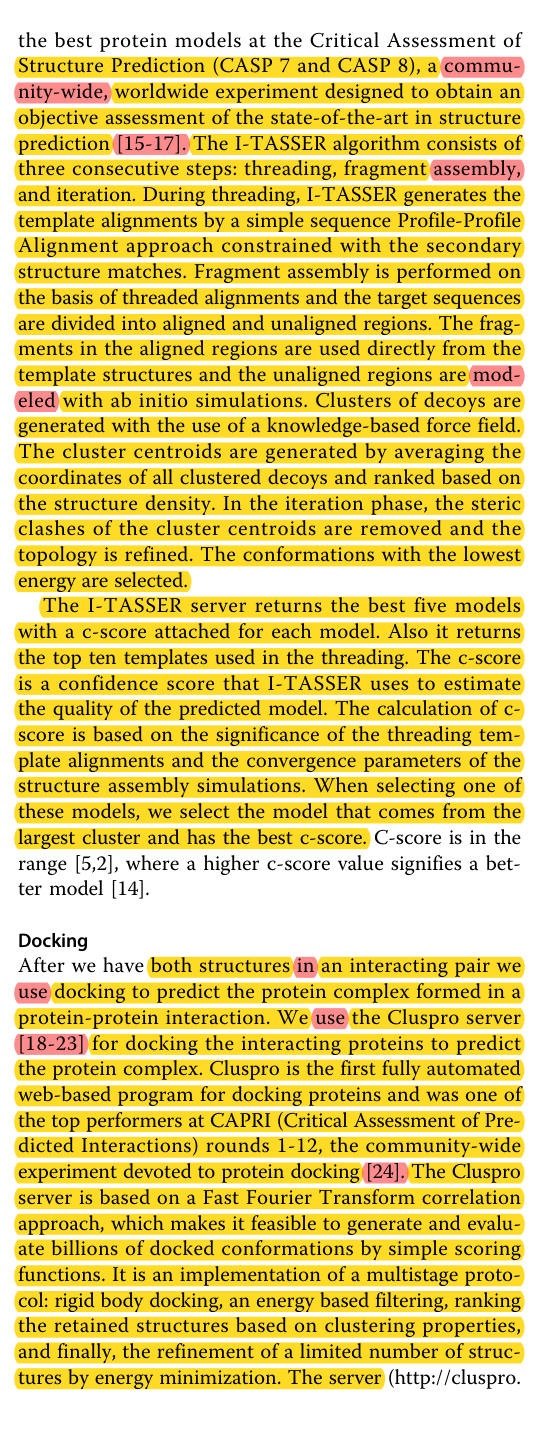 the best protein models at the Critical Assessment of
Structure Prediction (CASP 7 and CASP 8), a commu-
nity-wide, worldwide experiment designed to obtain an
objective assessment of the state-of-the-art in structure
prediction [15-17]. The I-TASSER algorithm consists of
three consecutive steps: threading, fragment assembly,
and iteration. During threading, I-TASSER generates the
template alignments by a simple sequence Profile-Profile
Alignment approach constrained with the secondary
structure matches. Fragment assembly is performed on
the basis of threaded alignments and the target sequences
are divided into aligned and unaligned regions. The frag-
ments in the aligned regions are used directly from the
template structures and the unaligned regions are mod-
eled with ab initio simulations. Clusters of decoys are
generated with the use of a knowledge-based force field.
The cluster centroids are generated by averaging the
coordinates of all clustered decoys and ranked based on
the structure density. In the iteration phase, the steric
clashes of the cluster centroids are removed and the
topology is refined. The conformations with the lowest
energy are selected.
The I-TASSER server returns the best five models
with a c-score attached for each model. Also it returns
the top ten templates used in the threading. The c-score
is a confidence score that I-TASSER uses to estimate
the quality of the predicted model. The calculation of c-
score is based on the significance of the threading tem-
plate alignments and the convergence parameters of the
structure assembly simulations. When selecting one of
these models, we select the model that comes from the
largest cluster and has the best c-score. C-score is in the
range [5,2], where a higher c-score value signifies a bet-
ter model [14].
Docking
After we have both structures in an interacting pair we
use docking to predict the protein complex formed in a
protein-protein interaction. We use the Cluspro server
[18-23] for docking the interacting proteins to predict
the protein complex. Cluspro is the first fully automated
web-based program for docking proteins and was one of
the top performers at CAPRI (Critical Assessment of Pre-
dicted Interactions) rounds 1-12, the community-wide
experiment devoted to protein docking [24]. The Cluspro
server is based on a Fast Fourier Transform correlation
approach, which makes it feasible to generate and evalu-
ate billions of docked conformations by simple scoring
functions. It is an implementation of a multistage proto-
col: rigid body docking, an energy based filtering, ranking
the retained structures based on clustering properties,
and finally, the refinement of a limited number of struc-
tures by energy minimization. The server (http://cluspro.